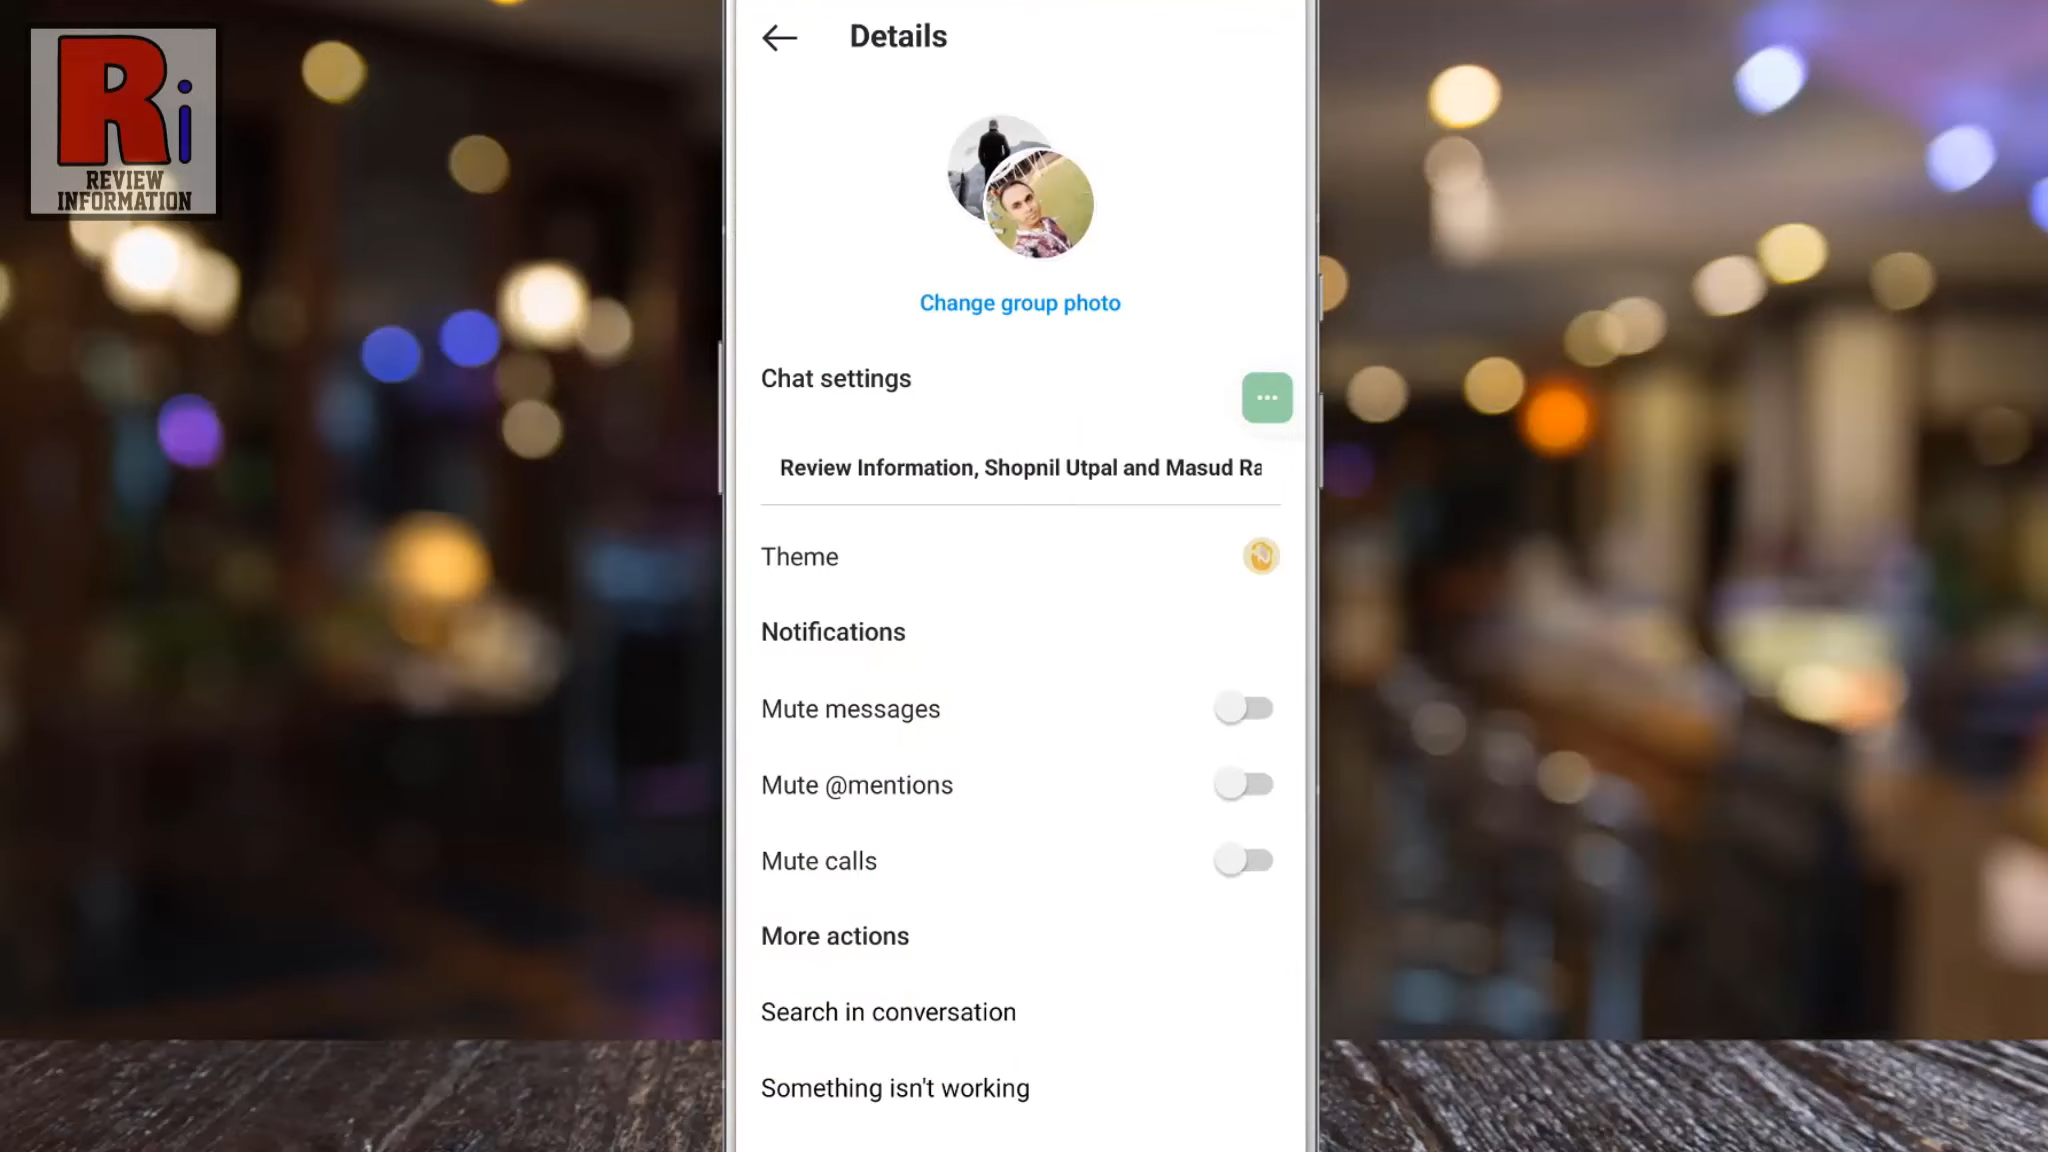 Ri
REVIEW
INFORMATION
Details
Change group photo
Chat settings
Review Information, Shopnil Utpal and Masud Ra
Theme
Notifications
Mute messages
Mute @mentions
Mute calls
More actions
Search in conversation
Something isn't working